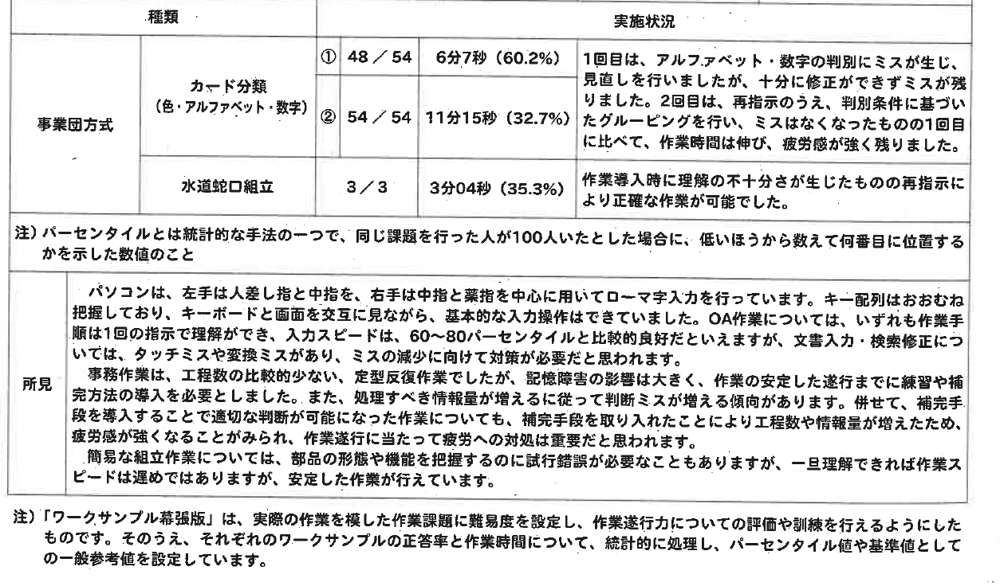 種類
実施状況
事業団方式
カード分類
（色・アルファベット・数字）
① 48／54 6分7秒（60.2%）
② 54／54 11分15秒（32.7%）
1回目は、アルファベット・数字の判別にミスが生じ、
見直しを行いましたが、十分に修正ができずミスが残
りました。2回目は、再指示のうえ、判別条件に基づい
たグルーピングを行い、ミスはなくなったものの1回目
に比べて、作業時間は伸び、疲労感が強く残りました。
水道蛇口組立
3／3 3分04秒（35.3%）
作業導入時に理解の不十分さが生じたものの再指示に
より正確な作業が可能でした。
注）パーセンタイルとは統計的な手法の一つで、同じ課題を行った人が100人いたとした場合に、低いほうから数えて何番目に位置する
かを示した数値のこと
所見
パソコンは、左手は人差し指と中指を、右手は中指と薬指を中心に用いてローマ字入力を行っています。キー配列はおおむね
把握しており、キーボードと画面を交互に見ながら、基本的な入力操作はできていました。OA作業については、いずれも作業手
順は1回の指示で理解ができ、入力スピードは、60～80パーセンタイルと比較的良好だといえますが、文書入力・検索修正につ
いては、タッチミスや変換ミスがあり、ミスの減少に向けて対策が必要だと思われます。
事務作業は、工程数の比較的少ない、定型反復作業でしたが、記憶障害の影響は大きく、作業の安定した遂行までに練習や補
完方法の導入を必要としました。また、処理すべき情報量が増えるに従って判断ミスが増える傾向があります。併せて、補完手
段を導入することで適切な判断が可能になった作業についても、補完手段を取り入れたことにより工程数や情報量が増えたため、
疲労感が強くなることがみられ、作業遂行に当たって疲労への対処は重要だと思われます。
簡易な組立作業については、部品の形態や機能を把握するのに試行錯誤が必要なこともありますが、一旦理解できれば作業ス
ピードは遅めではありますが、安定した作業が行えています。
注）「ワークサンプル幕張版」は、実際の作業を模した作業課題に難易度を設定し、作業遂行力についての評価や訓練を行えるようにした
ものです。そのうえ、それぞれのワークサンプルの正答率と作業時間について、統計的に処理し、パーセンタイル値や基準値として
の一般参考値を設定しています。